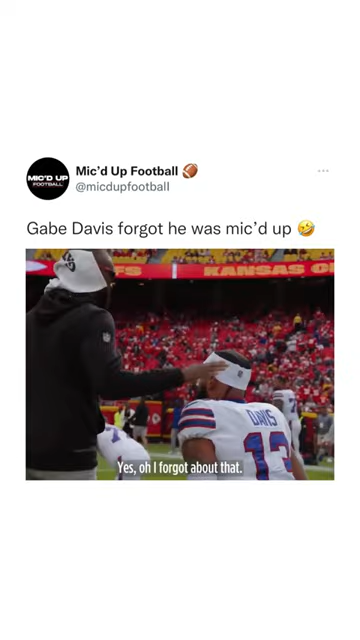 MIC'D UP
FOOTBALL
Mic'd Up Football 🏈
@micdupfootball
Gabe Davis forgot he was mic'd up 🤣
KANSAS
DAVIS
13
Yes, oh I forgot about that.